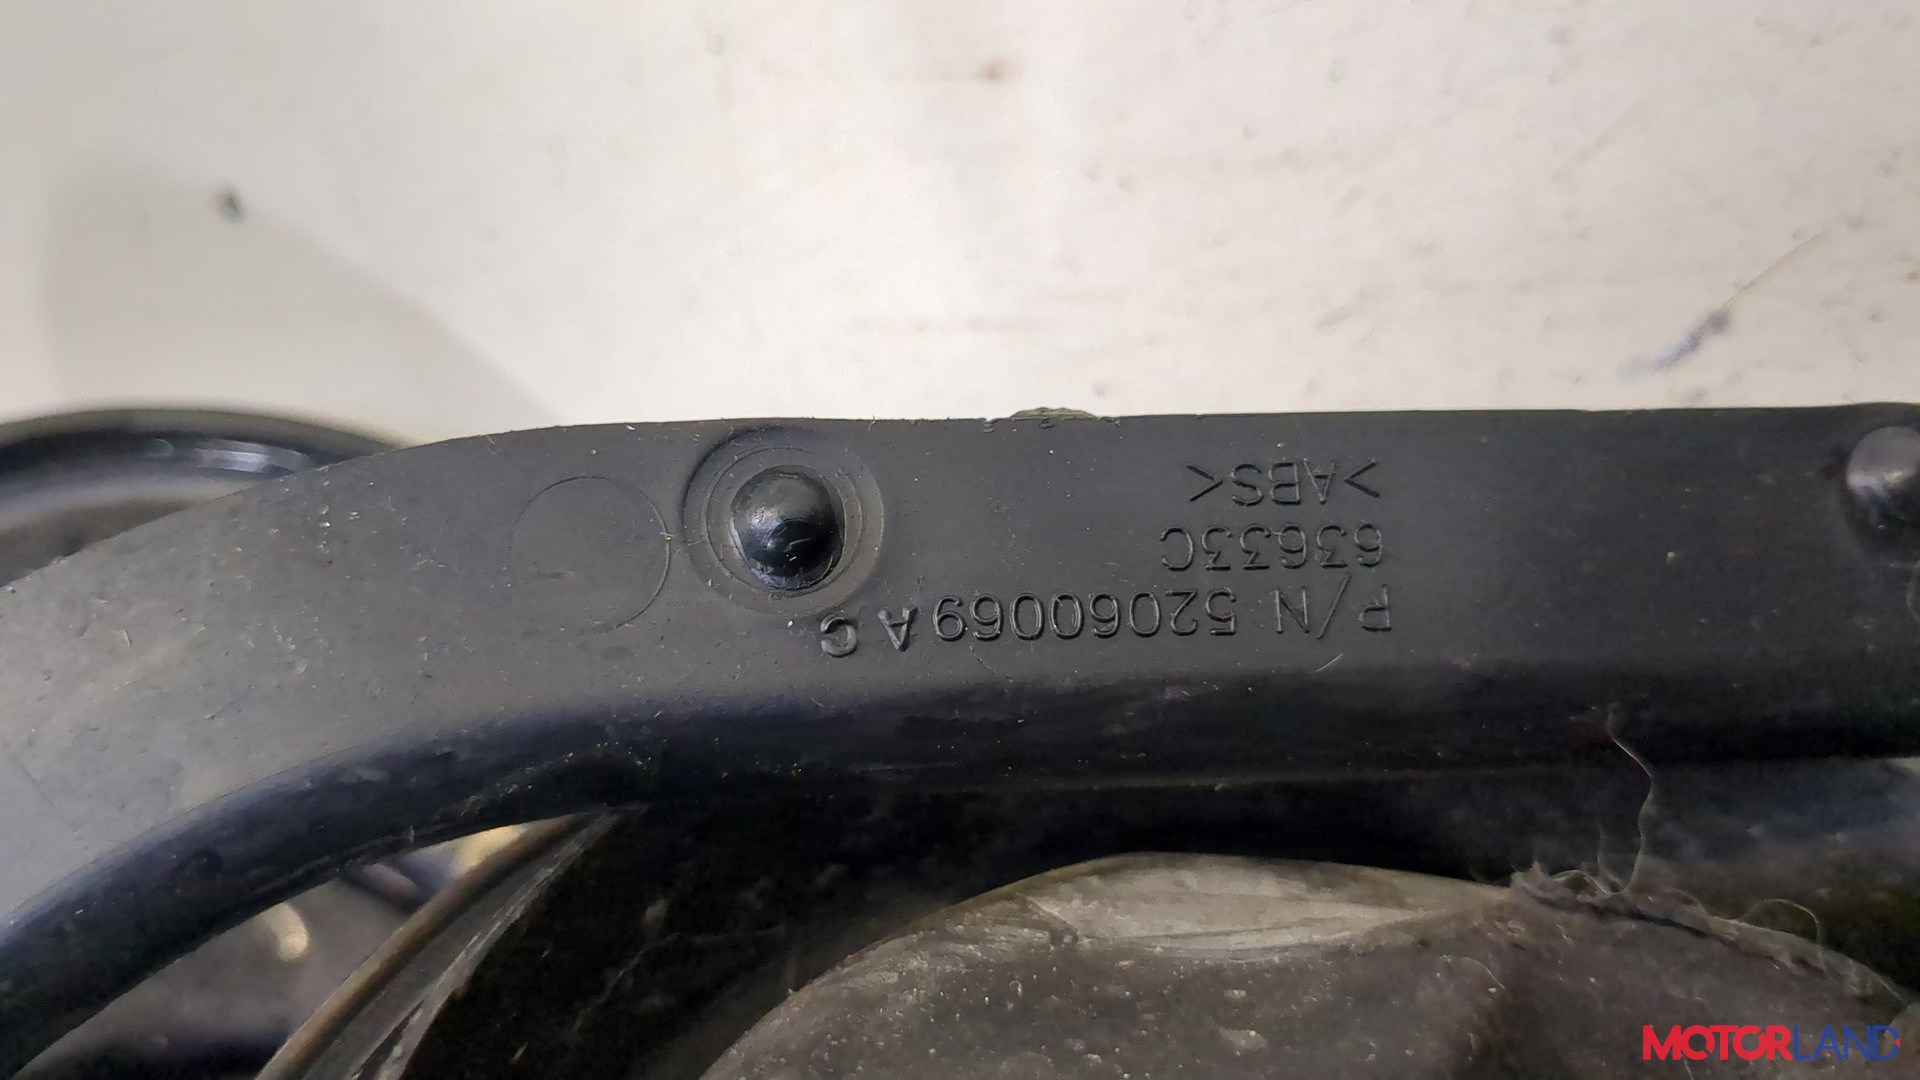 P/N 52060069 A C
63633C
>ABS<
MOTORLAND